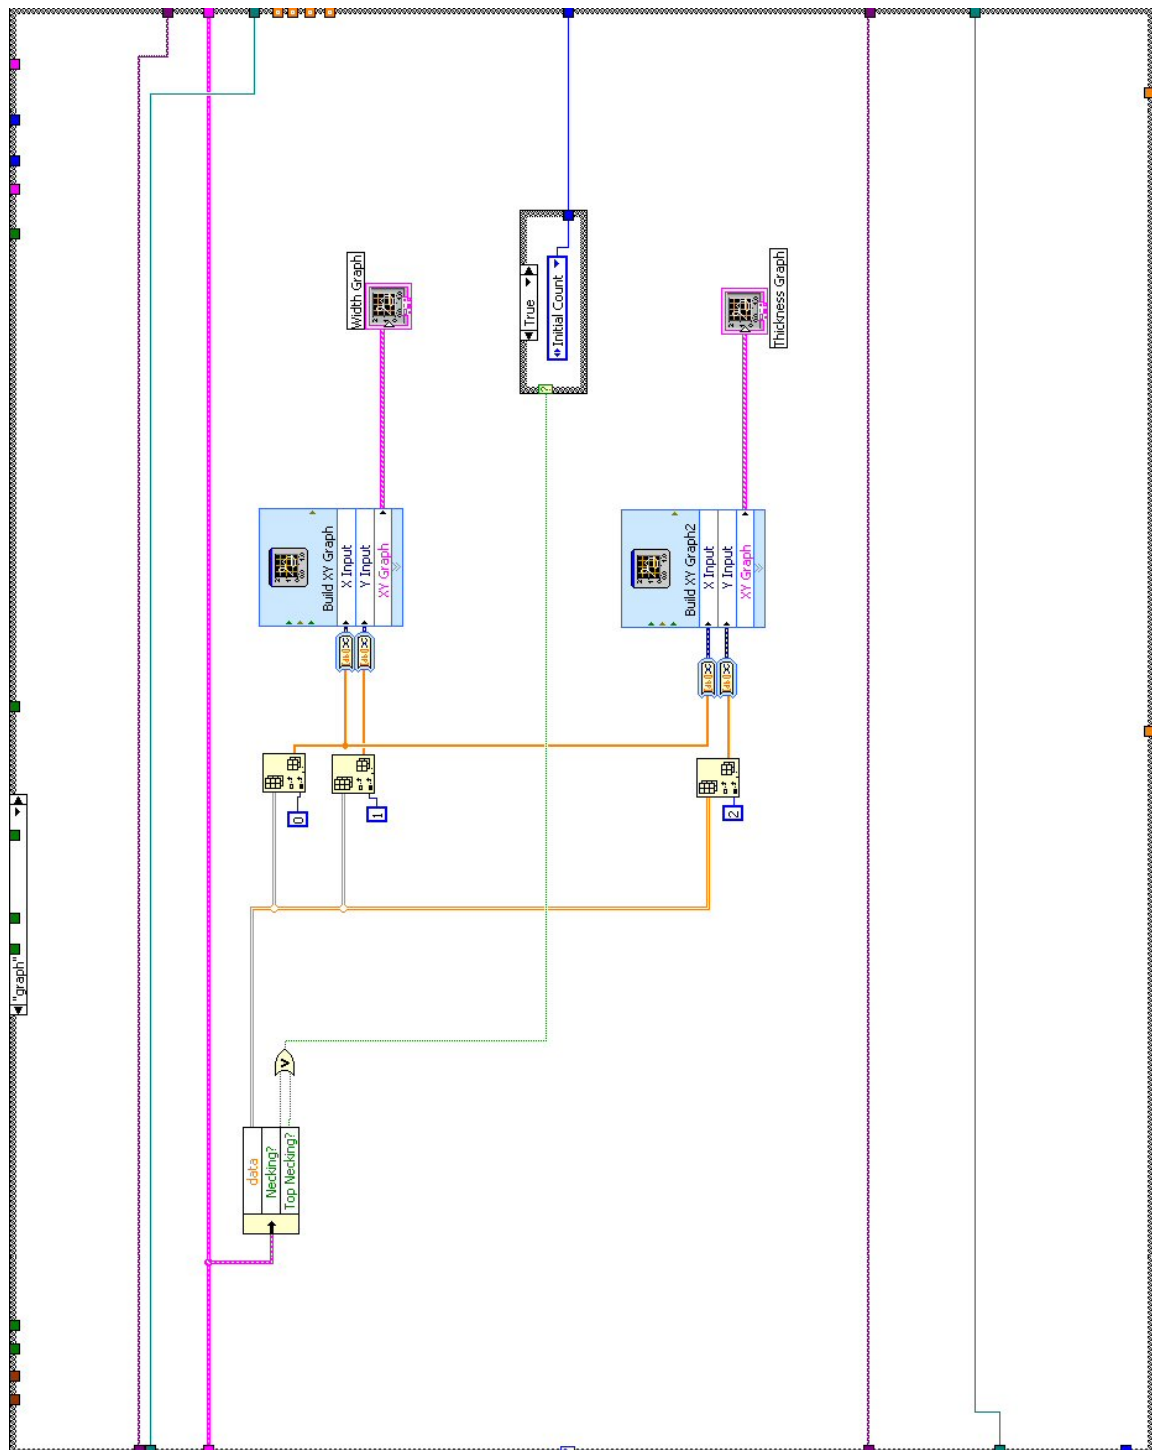 "graph"
data
Necking?
Top Necking?
0
1
2
Build XY Graph
X Input
Y Input
XY Graph
Build XY Graph2
X Input
Y Input
XY Graph
Width Graph
True
Initial Count
Thickness Graph